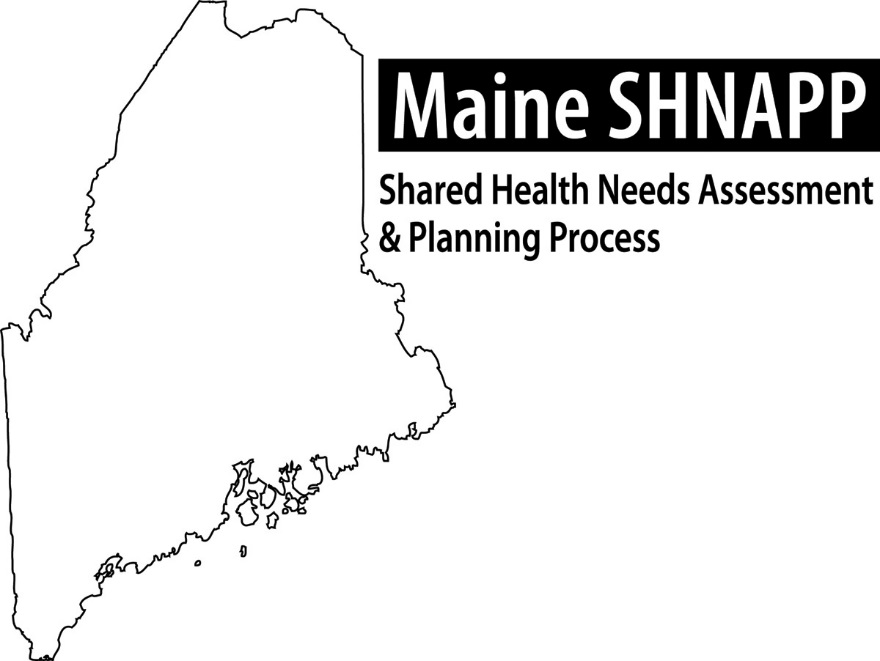 Maine SHNAPP
Shared Health Needs Assessment
& Planning Process